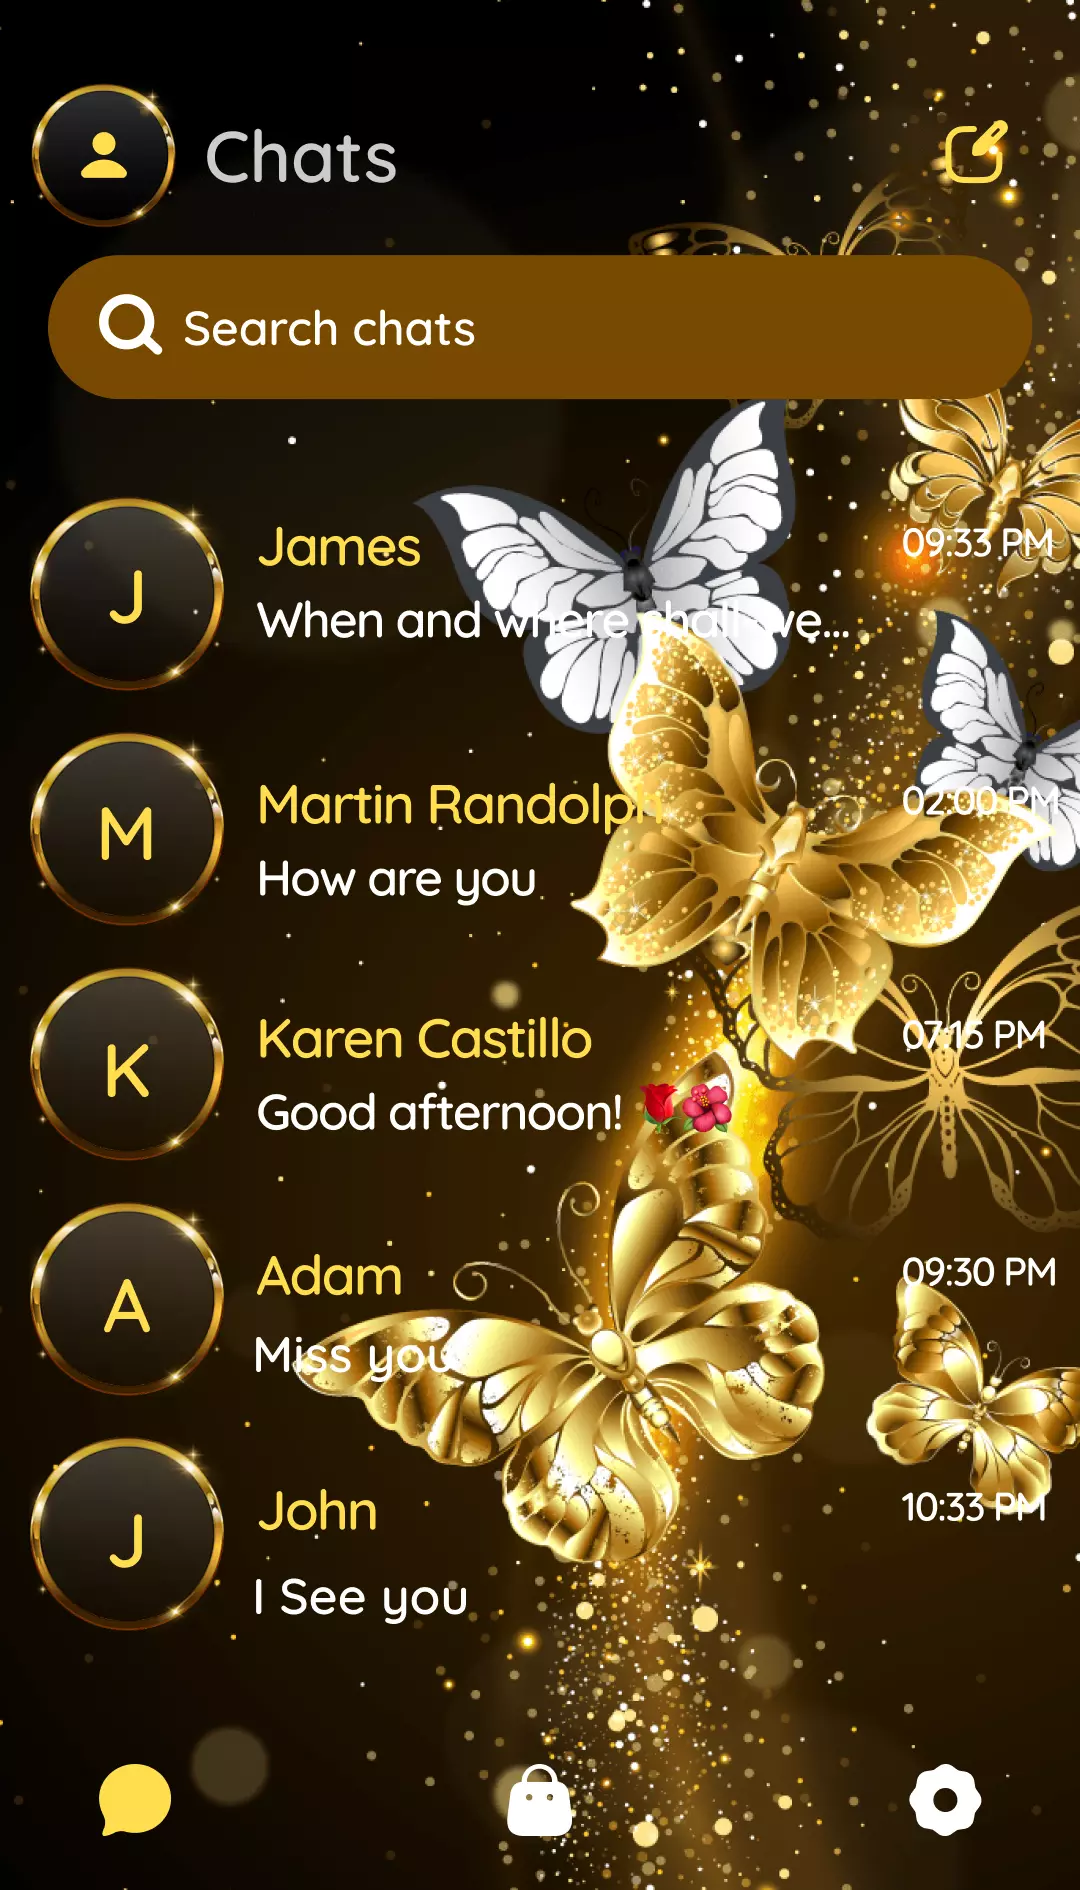 Chats
Search chats
J
James
09:33 PM
When and where shall we...
M
Martin Randolph
02:00 PM
How are you
K
Karen Castillo
07:15 PM
Good afternoon! 🌹🌺
A
Adam
09:30 PM
Miss you
J
John
10:33 PM
I See you